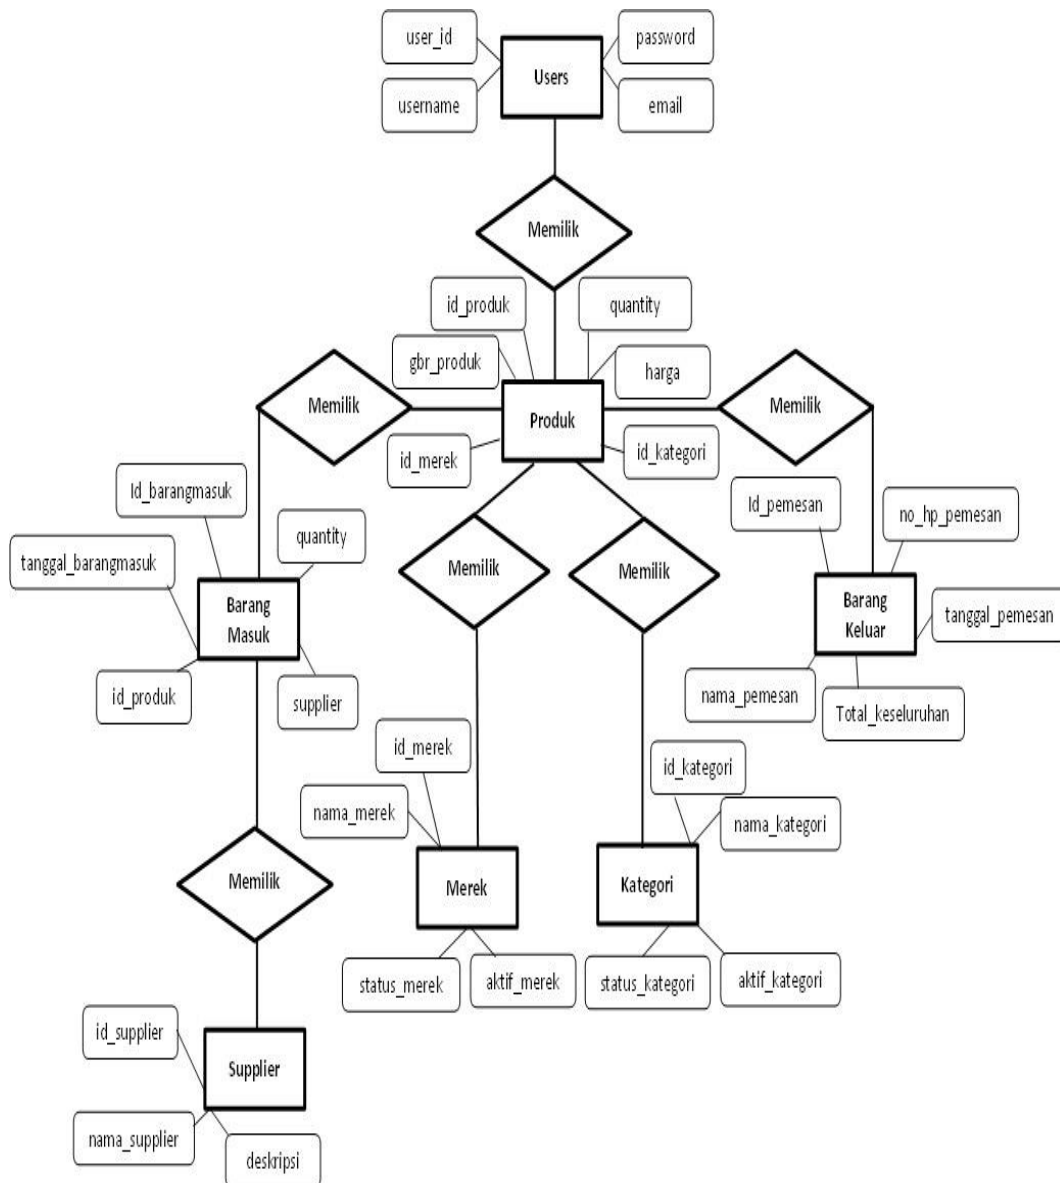 user_id
password
Users
username
email
Memilik
id_produk
quantity
gbr_produk
harga
Memilik
Produk
Memilik
id_merek
id_kategori
Id_barangmasuk
quantity
tanggal_barangmasuk
Barang
Masuk
id_produk
supplier
Memilik
Memilik
Id_pemesan
no_hp_pemesan
Barang
Keluar
tanggal_pemesan
nama_pemesan
Total_keseluruhan
id_merek
nama_merek
Merek
status_merek
aktif_merek
id_kategori
nama_kategori
Kategori
status_kategori
aktif_kategori
Memilik
id_supplier
Supplier
nama_supplier
deskripsi